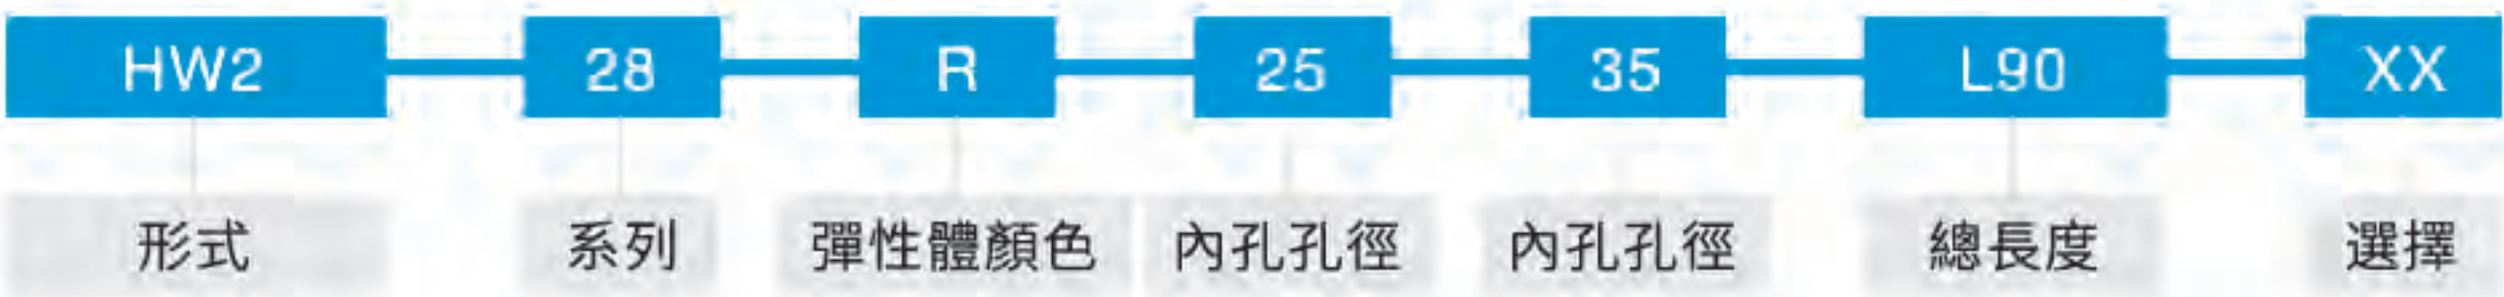 HW2 28 R 25 35 L90 XX
形式 系列 彈性體顏色 內孔孔徑 內孔孔徑 總長度 選擇